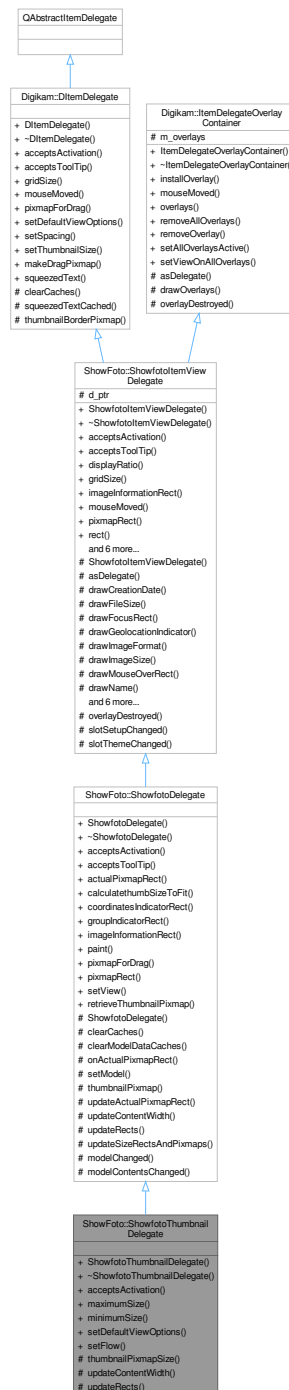 QAbstractItemDelegate
Digikam::DItemDelegate
+ DItemDelegate()
+ ~DItemDelegate()
+ acceptsActivation()
+ acceptsToolTip()
+ gridSize()
+ mouseMoved()
+ pixmapForDrag()
+ setDefaultViewOptions()
+ setSpacing()
+ setThumbnailSize()
+ makeDragPixmap()
+ squeezedText()
# clearCaches()
# squeezedTextCached()
# thumbnailBorderPixmap()
Digikam::ItemDelegateOverlay
Container
# m_overlays
+ ItemDelegateOverlayContainer()
+ ~ItemDelegateOverlayContainer()
+ installOverlay()
+ mouseMoved()
+ overlays()
+ removeAllOverlays()
+ removeOverlay()
+ setAllOverlaysActive()
+ setViewOnAllOverlays()
# asDelegate()
# drawOverlays()
# overlayDestroyed()
ShowFoto::ShowfotoItemView
Delegate
# d_ptr
+ ShowfotoItemViewDelegate()
+ ~ShowfotoItemViewDelegate()
+ acceptsActivation()
+ acceptsToolTip()
+ displayRatio()
+ gridSize()
+ imageInformationRect()
+ mouseMoved()
+ pixmapRect()
+ rect()
and 6 more...
# ShowfotoItemViewDelegate()
# asDelegate()
# drawCreationDate()
# drawFileSize()
# drawFocusRect()
# drawGeolocationIndicator()
# drawImageFormat()
# drawImageSize()
# drawMouseOverRect()
# drawName()
and 6 more...
# overlayDestroyed()
# slotSetupChanged()
# slotThemeChanged()
ShowFoto::ShowfotoDelegate
+ ShowfotoDelegate()
+ ~ShowfotoDelegate()
+ acceptsActivation()
+ acceptsToolTip()
+ actualPixmapRect()
+ calculatethumbSizeToFit()
+ coordinatesIndicatorRect()
+ groupIndicatorRect()
+ imageInformationRect()
+ paint()
+ pixmapForDrag()
+ pixmapRect()
+ setView()
+ retrieveThumbnailPixmap()
# ShowfotoDelegate()
# clearCaches()
# clearModelDataCaches()
# onActualPixmapRect()
# setModel()
# thumbnailPixmap()
# updateActualPixmapRect()
# updateContentWidth()
# updateRects()
# updateSizeRectsAndPixmaps()
# modelChanged()
# modelContentsChanged()
ShowFoto::ShowfotoThumbnail
Delegate
+ ShowfotoThumbnailDelegate()
+ ~ShowfotoThumbnailDelegate()
+ acceptsActivation()
+ maximumSize()
+ minimumSize()
+ setDefaultViewOptions()
+ setFlow()
# thumbnailPixmapSize()
# updateContentWidth()
# updateRects()